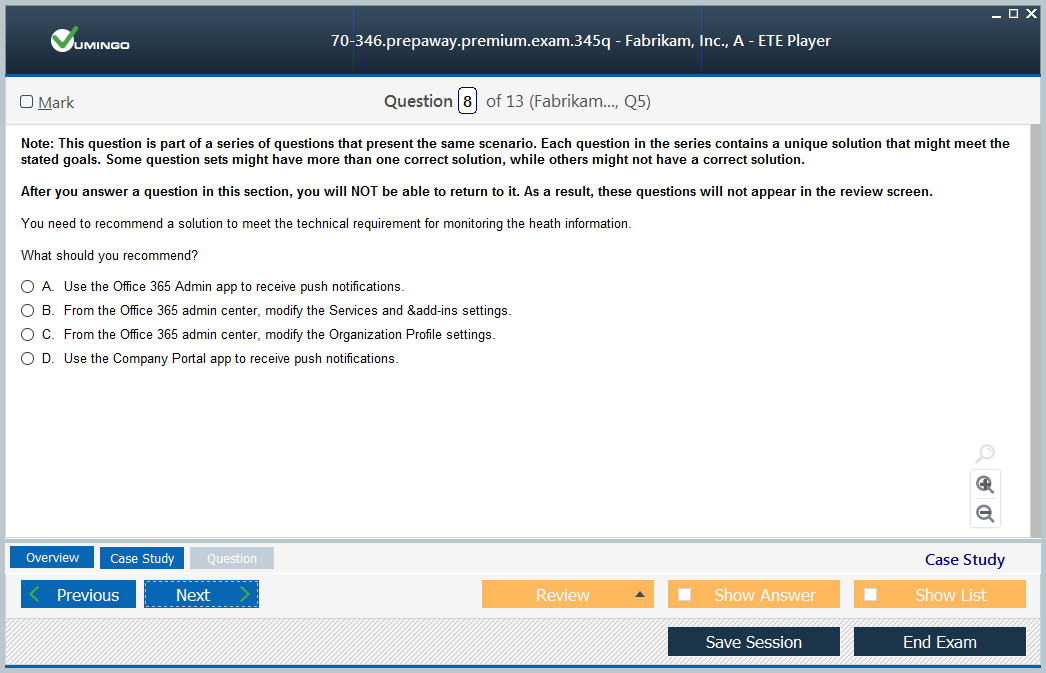 VUMINGO
70-346.prepaway.premium.exam.345q - Fabrikam, Inc., A - ETE Player
Mark
Question 8 of 13 (Fabrikam..., Q5)
Note: This question is part of a series of questions that present the same scenario. Each question in the series contains a unique solution that might meet the
stated goals. Some question sets might have more than one correct solution, while others might not have a correct solution.
After you answer a question in this section, you will NOT be able to return to it. As a result, these questions will not appear in the review screen.
You need to recommend a solution to meet the technical requirement for monitoring the heath information.
What should you recommend?
A. Use the Office 365 Admin app to receive push notifications.
B. From the Office 365 admin center, modify the Services and &add-ins settings.
C. From the Office 365 admin center, modify the Organization Profile settings.
D. Use the Company Portal app to receive push notifications.
Overview Case Study Question Case Study
Previous Next Review Show Answer Show List
Save Session End Exam